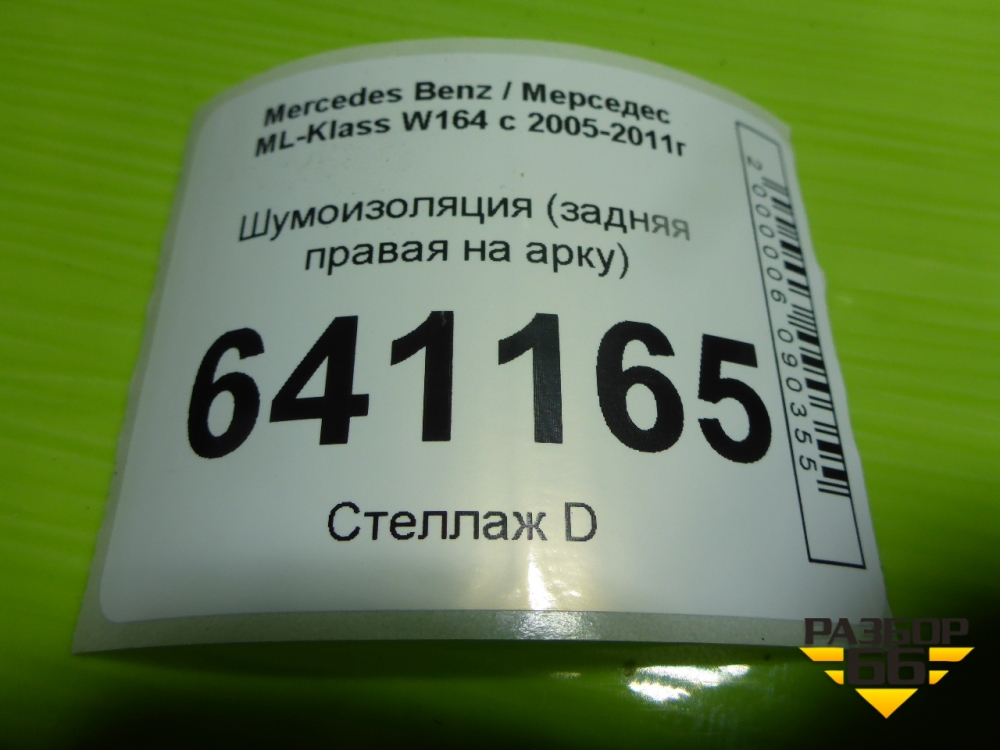 Mercedes Benz / Мерседес
ML-Klass W164 с 2005-2011г
Шумоизоляция (задняя
правая на арку)
641165
Стеллаж D
2000006090355
РАЗБОР
66